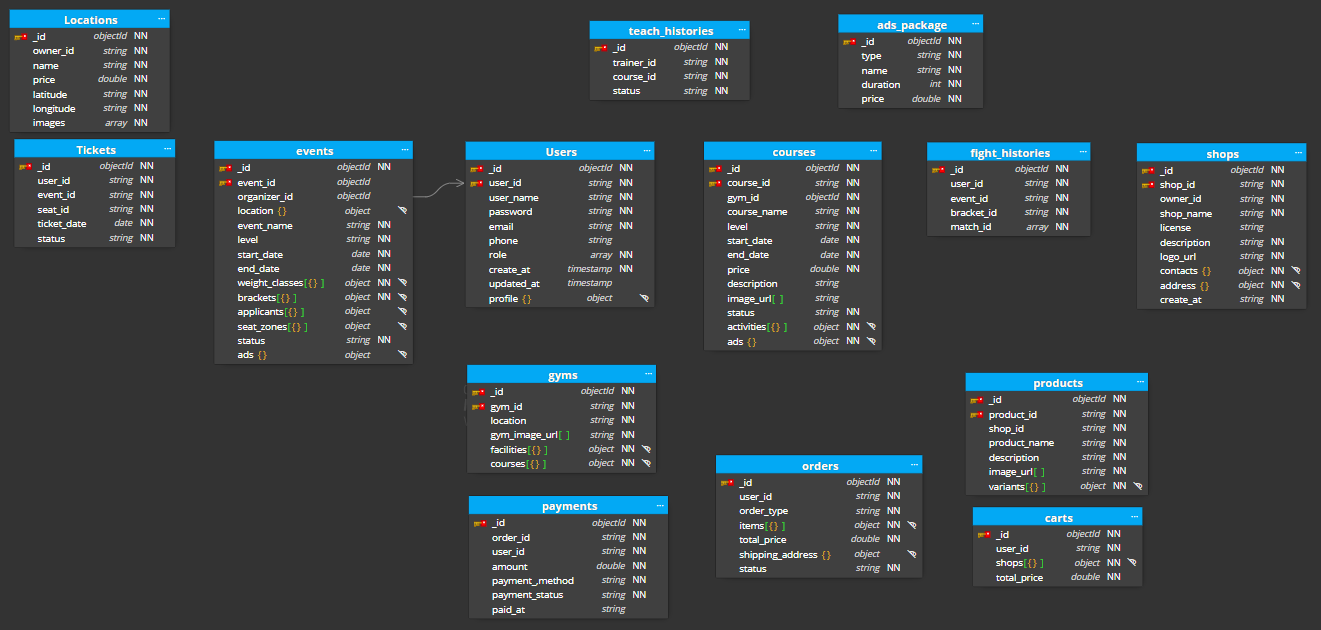 Locations ...
_id objectId NN
owner_id string NN
name string NN
price double NN
latitude string NN
longitude string NN
images array NN
teach_histories ...
_id objectId NN
trainer_id string NN
course_id string NN
status string NN
ads_package ...
_id objectId NN
type string NN
name string NN
duration int NN
price double NN
Tickets ...
_id objectId NN
user_id string NN
event_id string NN
seat_id string NN
ticket_date date NN
status string NN
events ...
_id objectId NN
event_id objectId
organizer_id objectId
location {} object
event_name string NN
level string NN
start_date date NN
end_date date NN
weight_classes[{} ] object NN
brackets[{} ] object NN
applicants[{} ] object
seat_zones[{} ] object
status string NN
ads {} object
Users ...
_id objectId NN
user_id string NN
user_name string NN
password string NN
email string NN
phone string
role array NN
create_at timestamp NN
updated_at timestamp
profile {} object
courses ...
_id objectId NN
course_id string NN
gym_id objectId NN
course_name string NN
level string NN
start_date date NN
end_date date NN
price double NN
description string
image_url[ ] string
status string NN
activities[{} ] object NN
ads {} object NN
fight_histories ...
_id objectId NN
user_id string NN
event_id string NN
bracket_id string NN
match_id array NN
shops ...
_id objectId NN
shop_id string NN
owner_id string NN
shop_name string NN
license string
description string NN
logo_url string NN
contacts {} object NN
address {} object NN
create_at string NN
gyms ...
_id objectId NN
gym_id string NN
location string NN
gym_image_url[ ] string NN
facilities[{} ] object NN
courses[{} ] object NN
payments ...
_id objectId NN
order_id string NN
user_id string NN
amount double NN
payment_.method string NN
payment_status string NN
paid_at string
orders ...
_id objectId NN
user_id string NN
order_type string NN
items[{} ] object NN
total_price double NN
shipping_address {} object
status string NN
products ...
_id objectId NN
product_id string NN
shop_id string NN
product_name string NN
description string NN
image_url[ ] string NN
variants[{} ] object NN
carts ...
_id objectId NN
user_id string NN
shops[{} ] object NN
total_price double NN